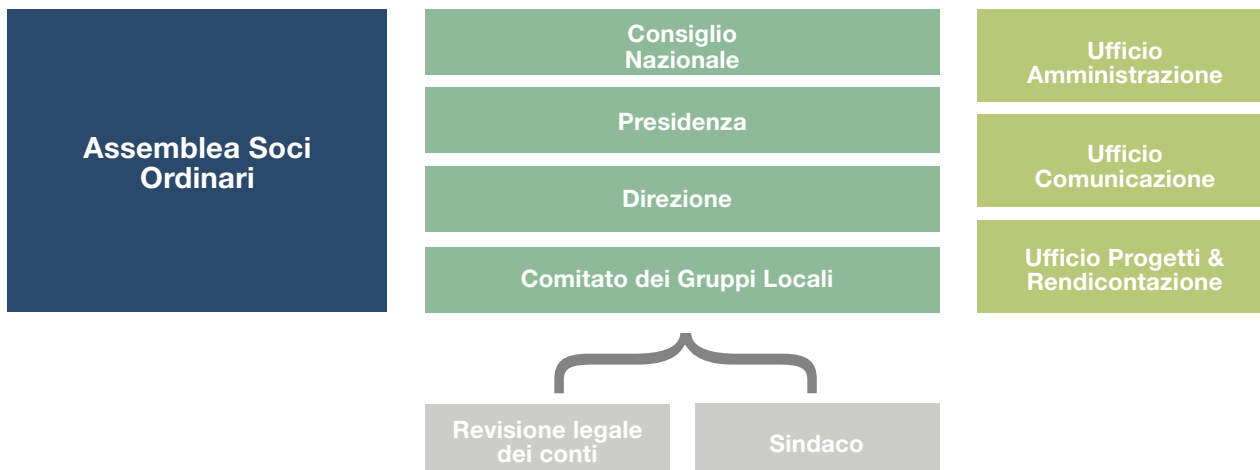 Assemblea Soci
Ordinari
Consiglio
Nazionale
Presidenza
Direzione
Comitato dei Gruppi Locali
Revisione legale
dei conti
Sindaco
Ufficio
Amministrazione
Ufficio
Comunicazione
Ufficio Progetti &
Rendicontazione